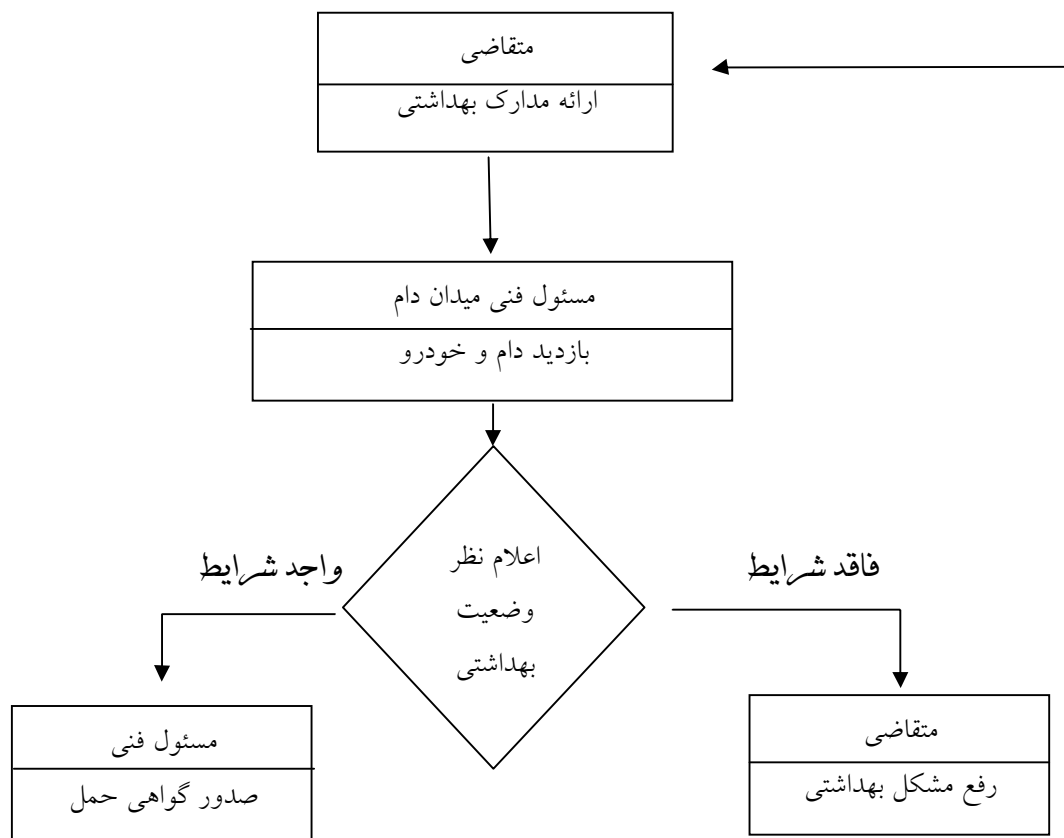 متقاضی
ارائه مدارک بهداشتی
مسئول فنی میدان دام
بازدید دام و خودرو
اعلام نظر
وضعیت
بهداشتی
فاقد شرایط
واجد شرایط
متقاضی
رفع مشکل بهداشتی
مسئول فنی
صدور گواهی حمل